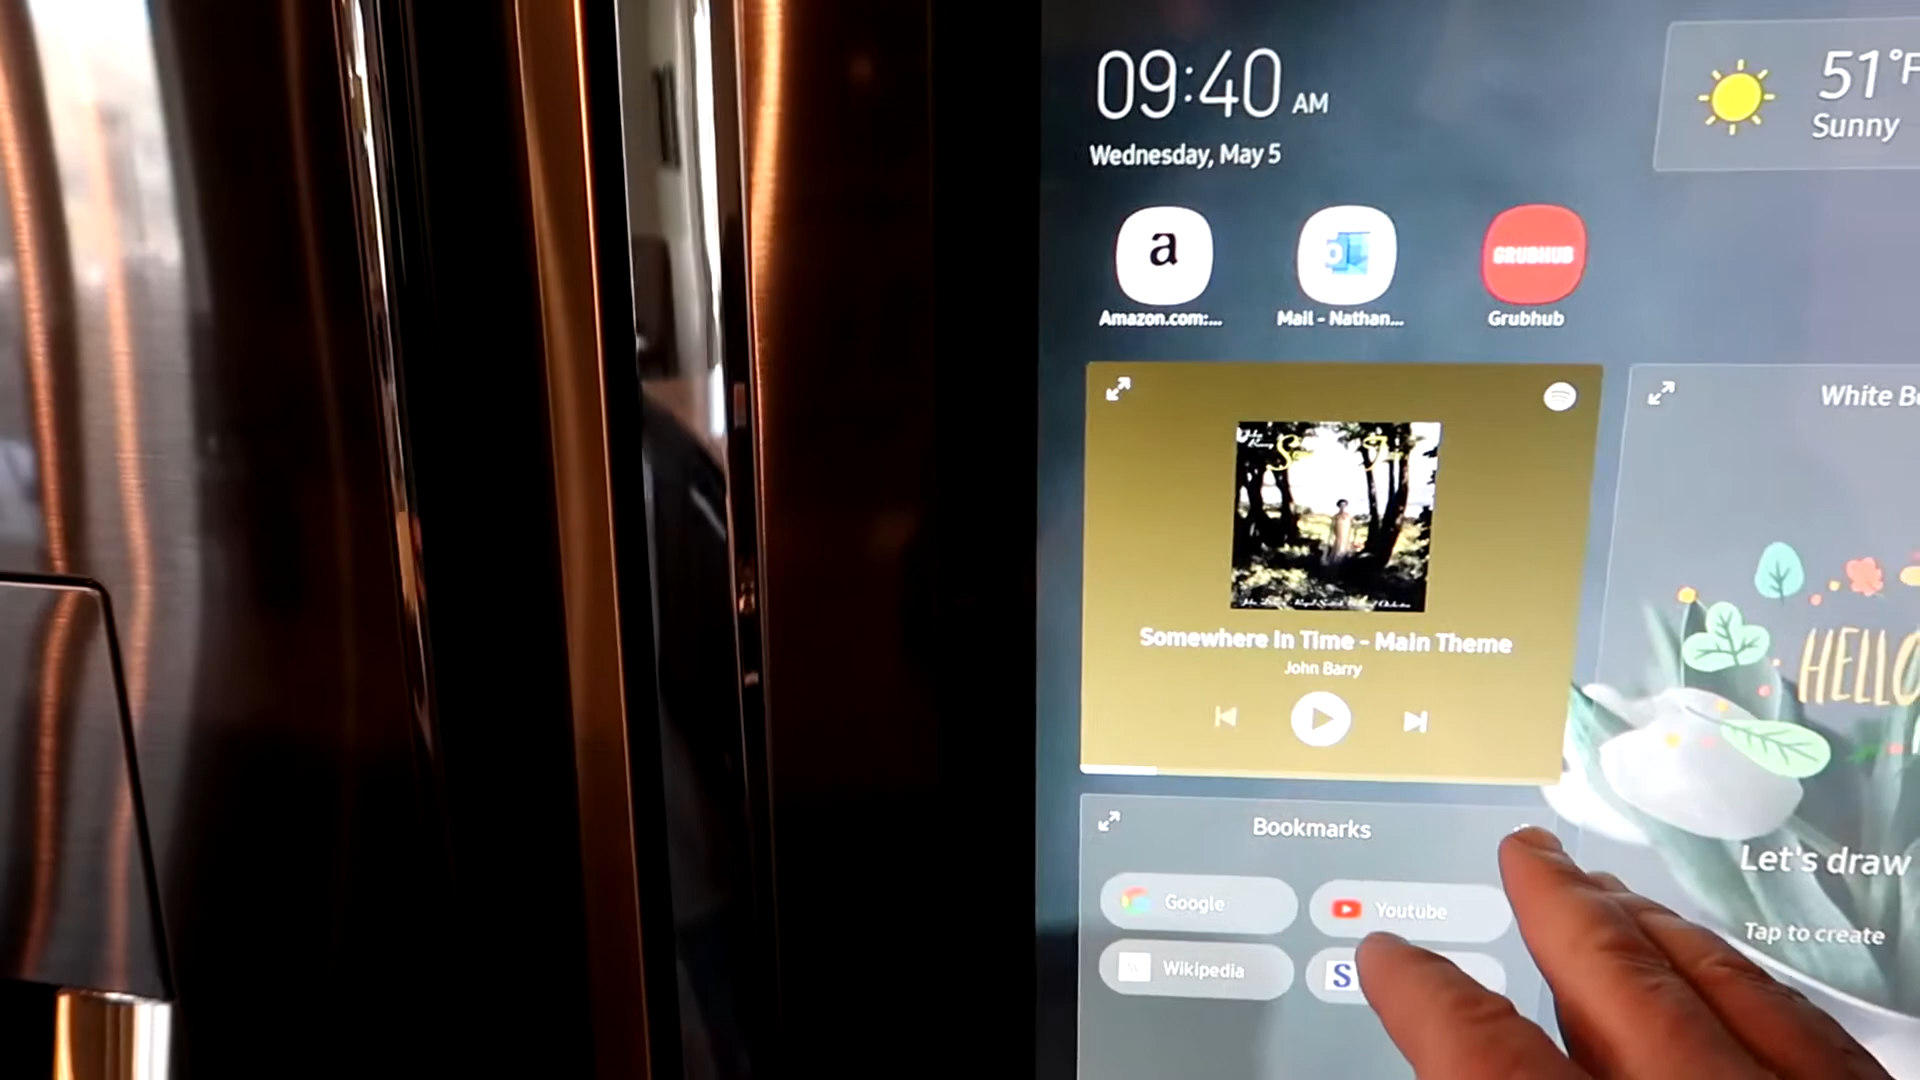 09:40 AM
Wednesday, May 5
51°F
Sunny
a
Amazon.com:...
Mail - Nathan...
GRUBHUB
Grubhub
White
Somewhere In Time - Main Theme
John Barry
HELLO
Let's draw
Tap to create
Bookmarks
Google
Youtube
W Wikipedia
S